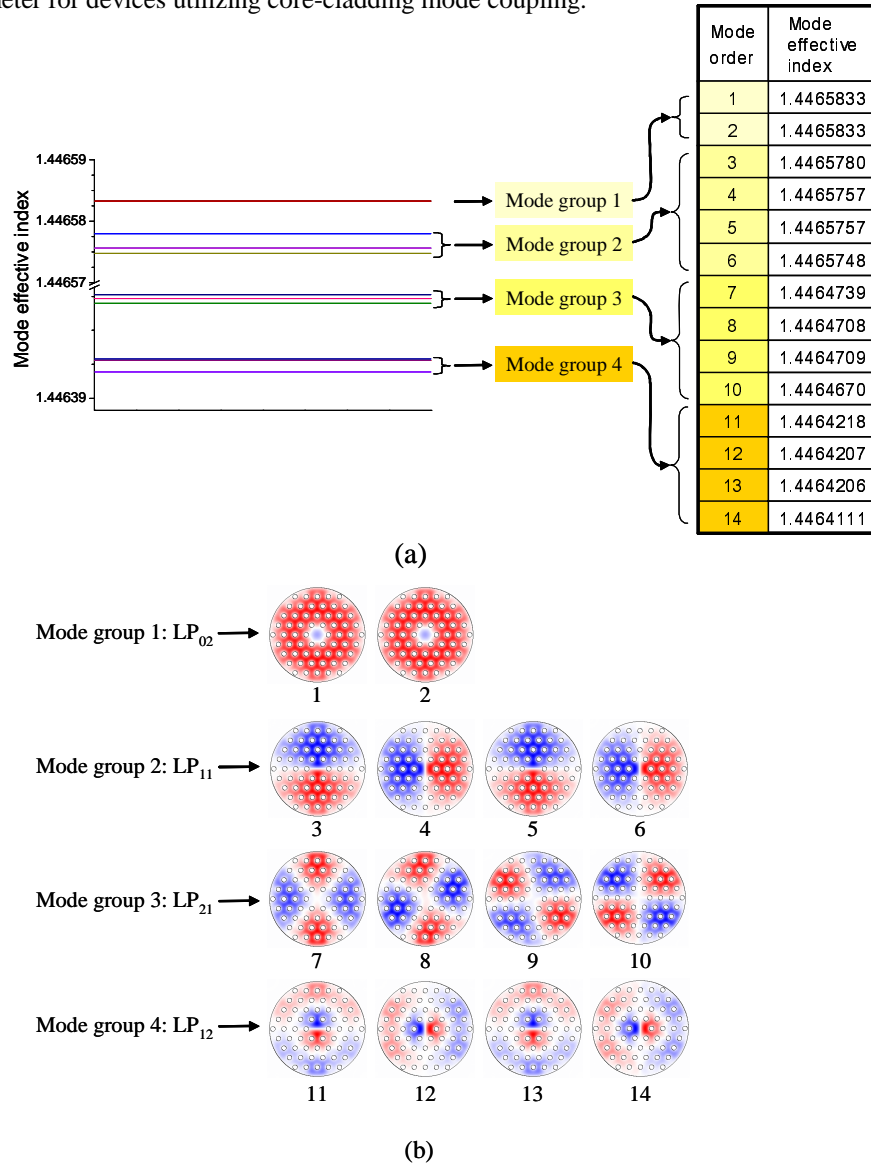 eter for devices utilizing core-cladding mode coupling.
Mode order
Mode effective index
1 1.4465833
2 1.4465833
3 1.4465780
4 1.4465757
5 1.4465757
6 1.4465748
7 1.4464739
8 1.4464708
9 1.4464709
10 1.4464670
11 1.4464218
12 1.4464207
13 1.4464206
14 1.4464111
Mode effective index
1.44659
1.44658
1.44657
1.44639
Mode group 1
Mode group 2
Mode group 3
Mode group 4
(a)
Mode group 1: LP02
1 2
Mode group 2: LP11
3 4 5 6
Mode group 3: LP21
7 8 9 10
Mode group 4: LP12
11 12 13 14
(b)